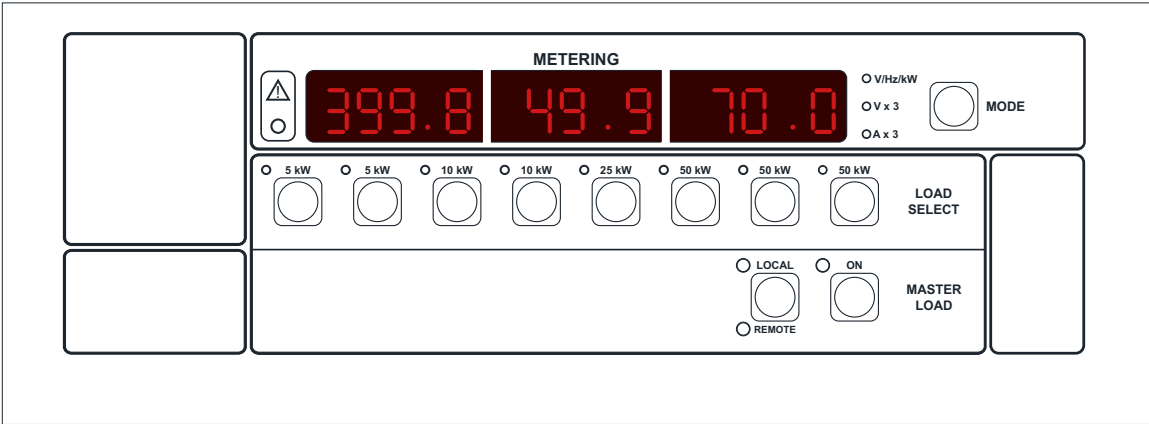 METERING
399.8 49.9 70.0
V/Hz/kW
V x 3
A x 3
MODE
5 kW 5 kW 10 kW 10 kW 25 kW 50 kW 50 kW 50 kW
LOAD
SELECT
LOCAL ON
REMOTE
MASTER
LOAD